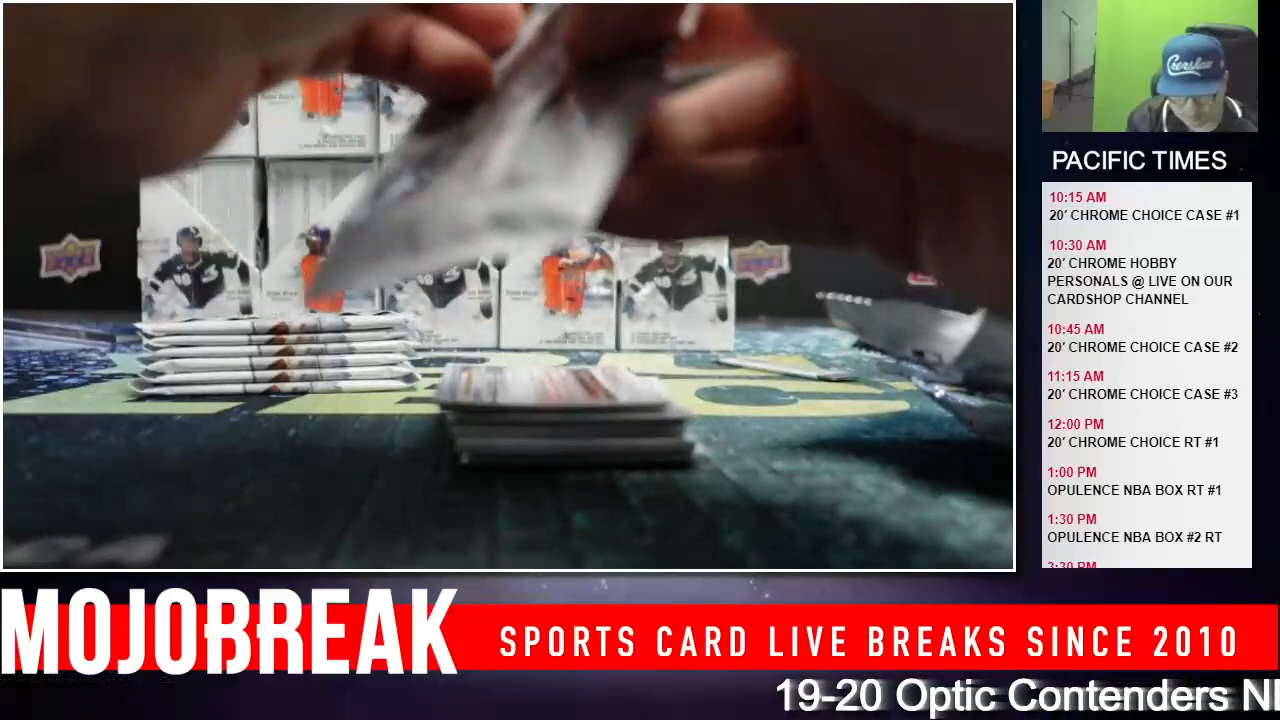 Crenshaw
PACIFIC TIMES
10:15 AM
20' CHROME CHOICE CASE #1
10:30 AM
20' CHROME HOBBY
PERSONALS @ LIVE ON OUR
CARDSHOP CHANNEL
10:45 AM
20' CHROME CHOICE CASE #2
11:15 AM
20' CHROME CHOICE CASE #3
12:00 PM
20' CHROME CHOICE RT #1
1:00 PM
OPULENCE NBA BOX RT #1
1:30 PM
OPULENCE NBA BOX #2 RT
MOJOBREAK
SPORTS CARD LIVE BREAKS SINCE 2010
19-20 Optic Contenders